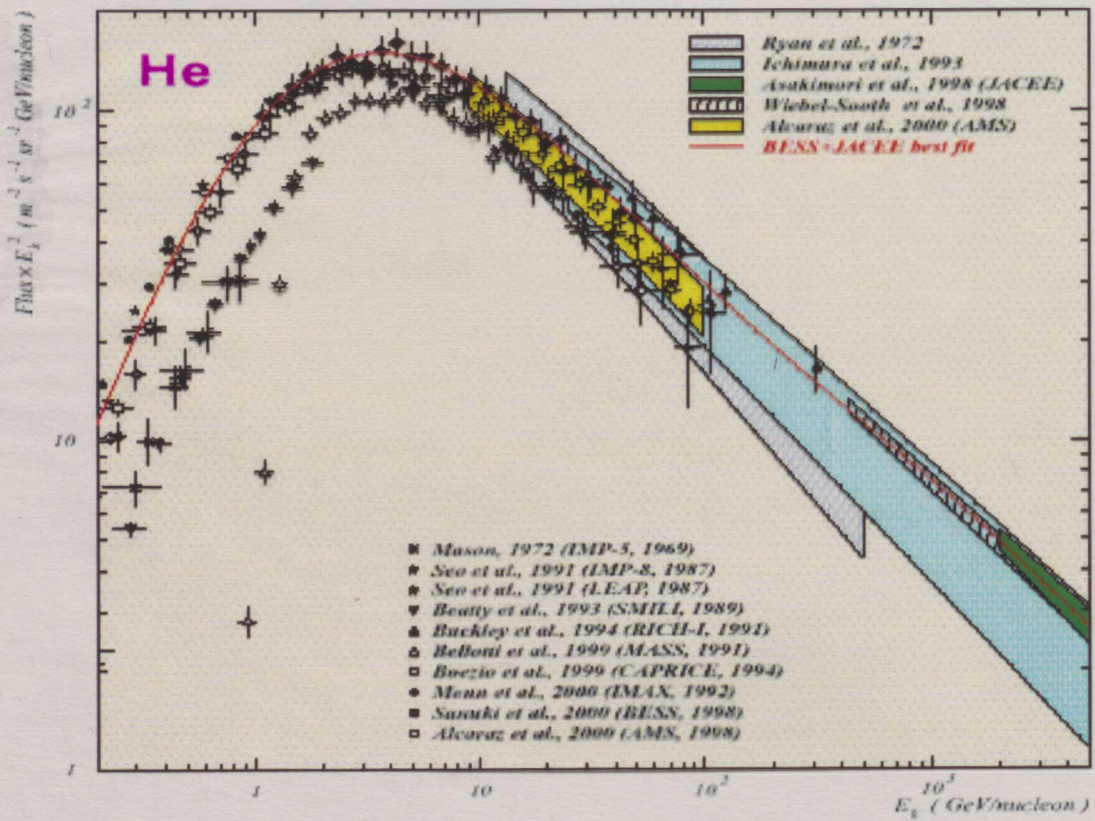 He
Flux×E_k^2 ( m^-2 s^-1 sr^-1 GeV/nucleon)
Ryan et al., 1972
Ichimura et al., 1993
Asakimori et al., 1998 (JACEE)
Wiebel-Sooth et al., 1998
Alcaraz et al., 2000 (AMS)
BESS+JACEE best fit
10^2
10
1
Mason, 1972 (IMP-5, 1969)
Seo et al., 1991 (IMP-8, 1987)
Seo et al., 1991 (LEAP, 1987)
Beatty et al., 1993 (SMILI, 1989)
Buckley et al., 1994 (RICH-I, 1991)
Bellotti et al., 1999 (MASS, 1991)
Boezio et al., 1999 (CAPRICE, 1994)
Menn et al., 2000 (IMAX, 1992)
Sanuki et al., 2000 (BESS, 1998)
Alcaraz et al., 2000 (AMS, 1998)
1 10 10^2 10^3
E_k ( GeV/nucleon)